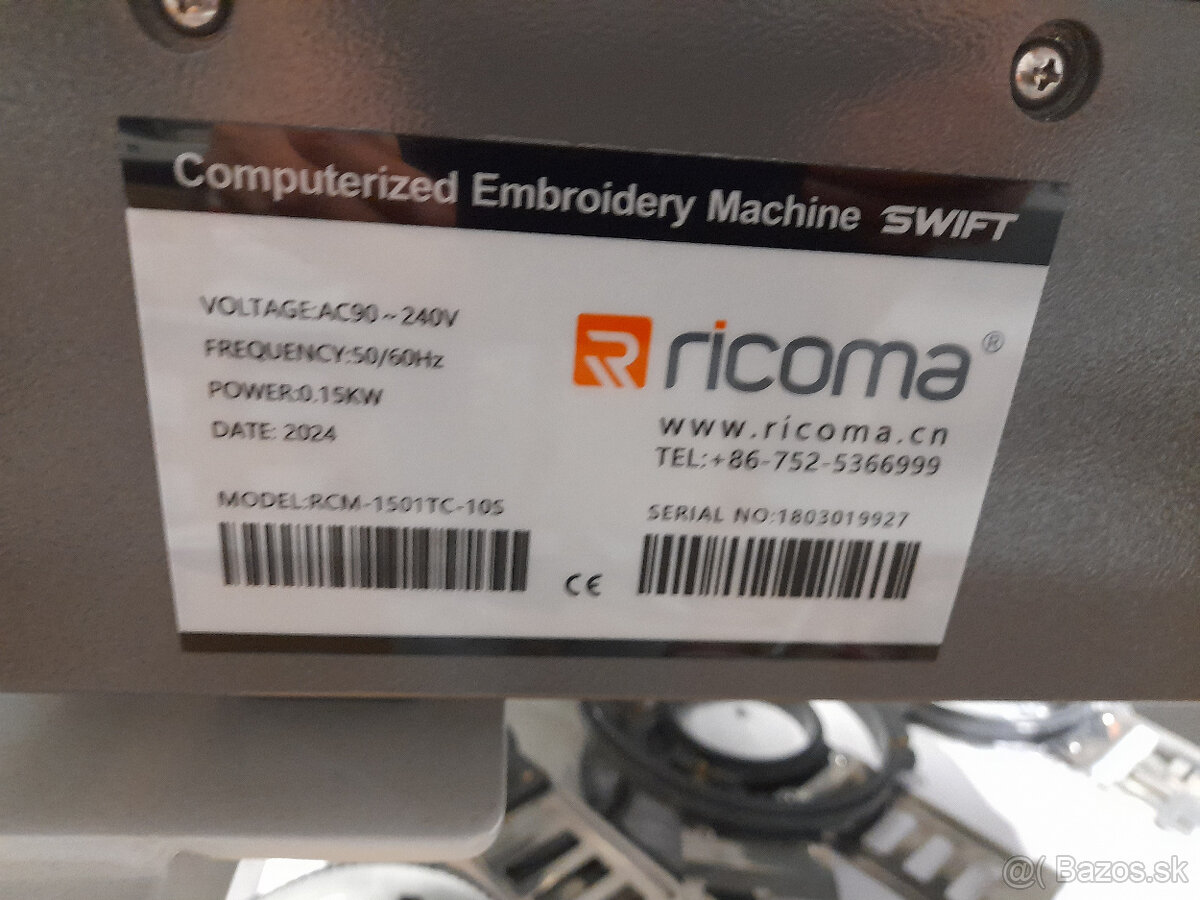 Computerized Embroidery Machine SWIFT
VOLTAGE:AC90~240V
FREQUENCY:50/60Hz
POWER:0.15KW
DATE: 2024
ricoma®
www.ricoma.cn
TEL:+86-752-5366999
MODEL:RCM-1501TC-10S
SERIAL NO:1803019927
CE
@( Bazos.sk